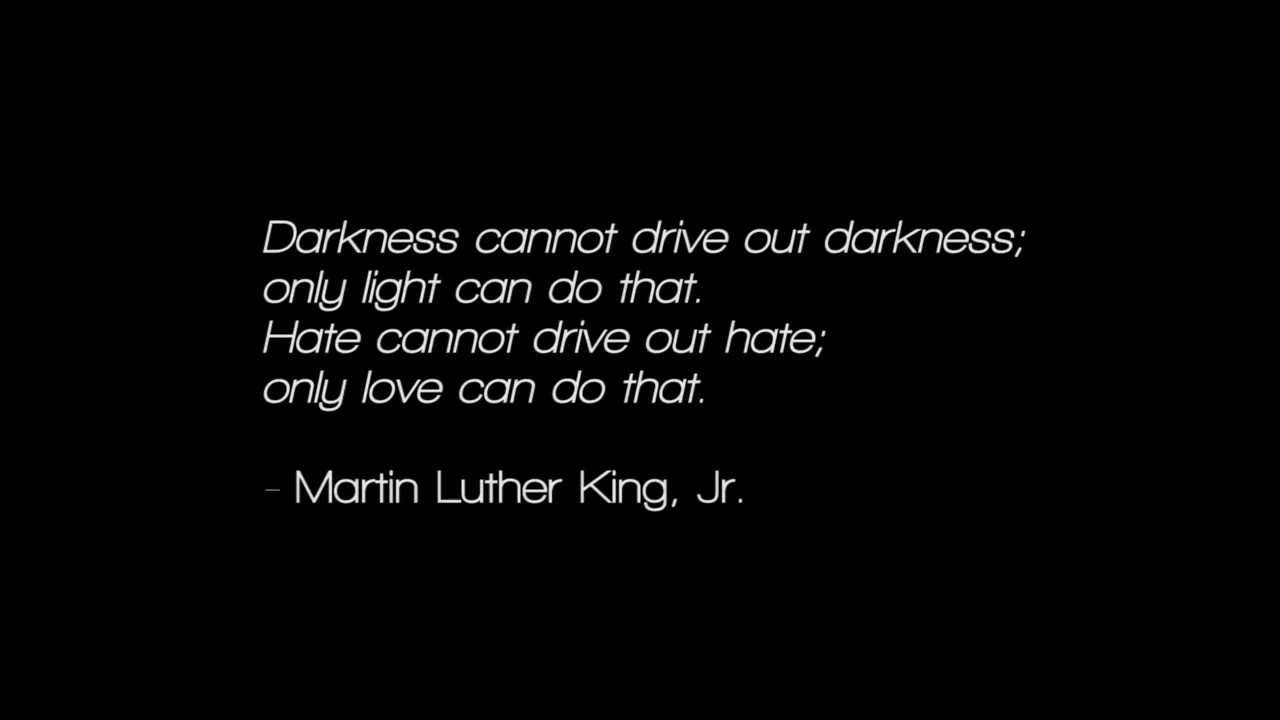 Darkness cannot drive out darkness;
only light can do that.
Hate cannot drive out hate;
only love can do that.
– Martin Luther King, Jr.